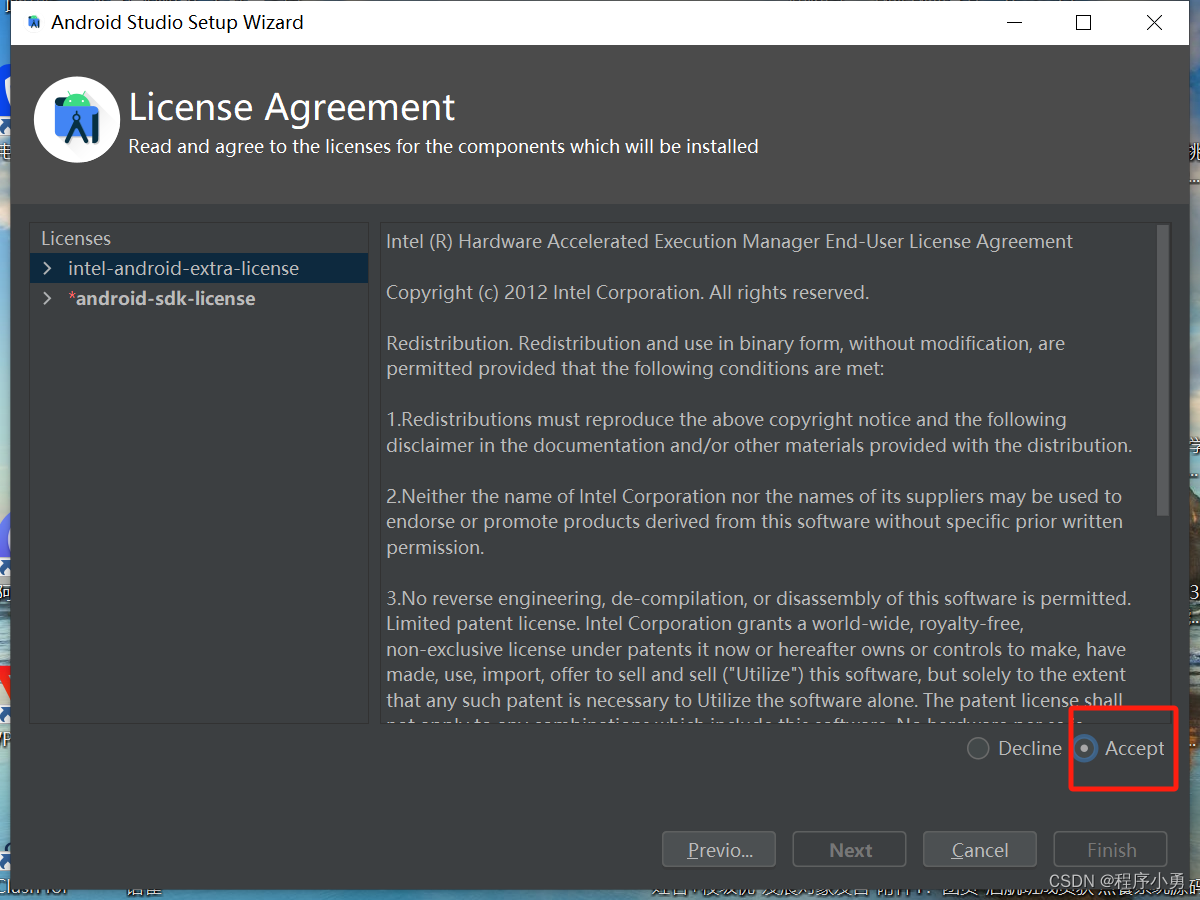 Android Studio Setup Wizard
License Agreement
Read and agree to the licenses for the components which will be installed
Licenses
intel-android-extra-license
*android-sdk-license
Intel (R) Hardware Accelerated Execution Manager End-User License Agreement
Copyright (c) 2012 Intel Corporation. All rights reserved.
Redistribution. Redistribution and use in binary form, without modification, are
permitted provided that the following conditions are met:
1.Redistributions must reproduce the above copyright notice and the following
disclaimer in the documentation and/or other materials provided with the distribution.
2.Neither the name of Intel Corporation nor the names of its suppliers may be used to
endorse or promote products derived from this software without specific prior written
permission.
3.No reverse engineering, de-compilation, or disassembly of this software is permitted.
Limited patent license. Intel Corporation grants a world-wide, royalty-free,
non-exclusive license under patents it now or hereafter owns or controls to make, have
made, use, import, offer to sell and sell ("Utilize") this software, but solely to the extent
that any such patent is necessary to Utilize the software alone. The patent license shall
Decline
Accept
Previo...
Next
Cancel
Finish
CSDN @程序小勇